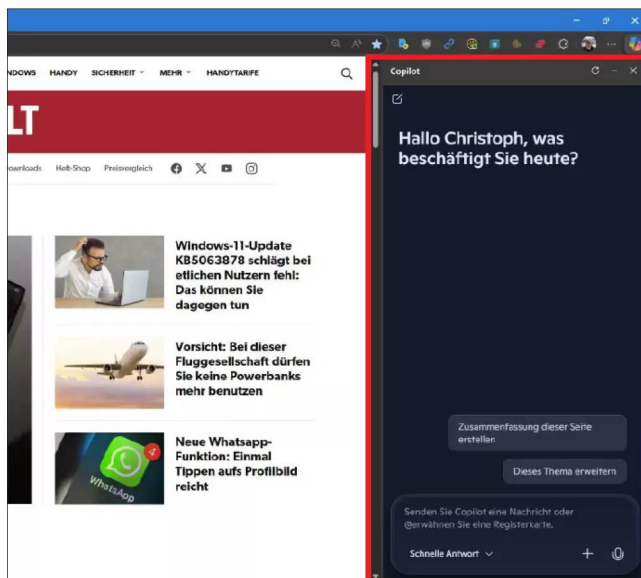 HANDY SICHERHEIT MEHR HANDYTARIFE
LT
Heft-Shop Preisvergleich
Windows-11-Update
KB5063878 schlägt bei
etlichen Nutzern fehl:
Das können Sie
dagegen tun
Vorsicht: Bei dieser
Fluggesellschaft dürfen
Sie keine Powerbanks
mehr benutzen
4
WhatsApp
Neue Whatsapp-
Funktion: Einmal
Tippen aufs Profilbild
reicht
Copilot
Hallo Christoph, was
beschäftigt Sie heute?
Zusammenfassung dieser Seite
erstellen
Dieses Thema erweitern
Senden Sie Copilot eine Nachricht oder
@erwähnen Sie eine Registerkarte.
Schnelle Antwort